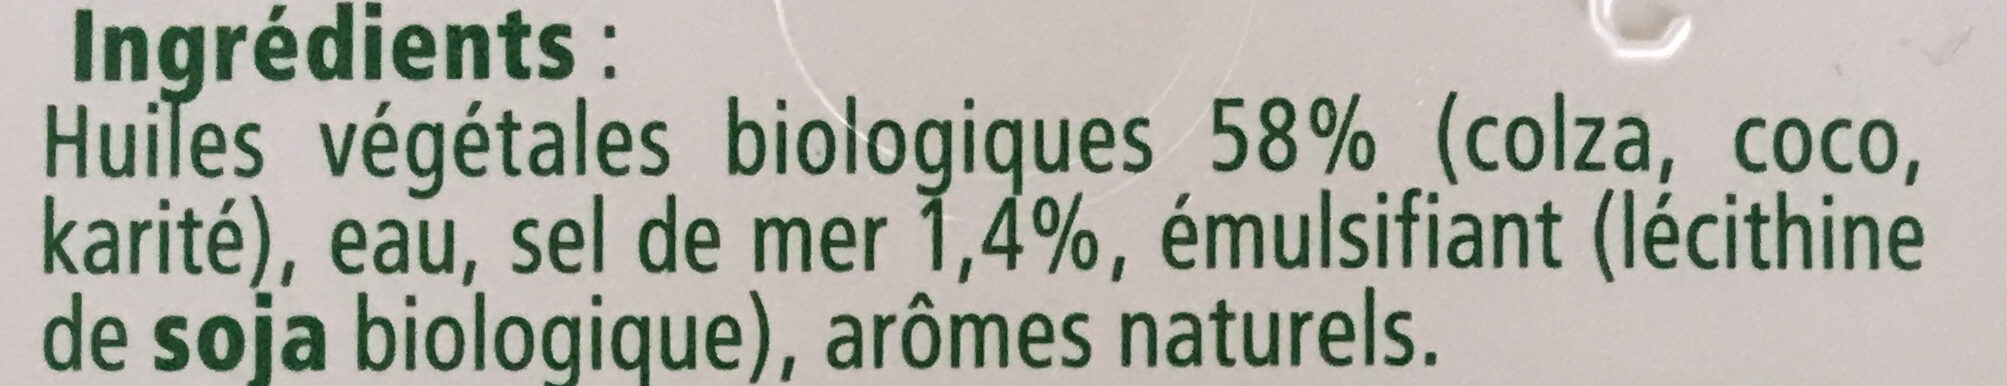 Ingrédients :
Huiles végétales biologiques 58% (colza, coco,
karité), eau, sel de mer 1,4%, émulsifiant (lécithine
de soja biologique), arômes naturels.